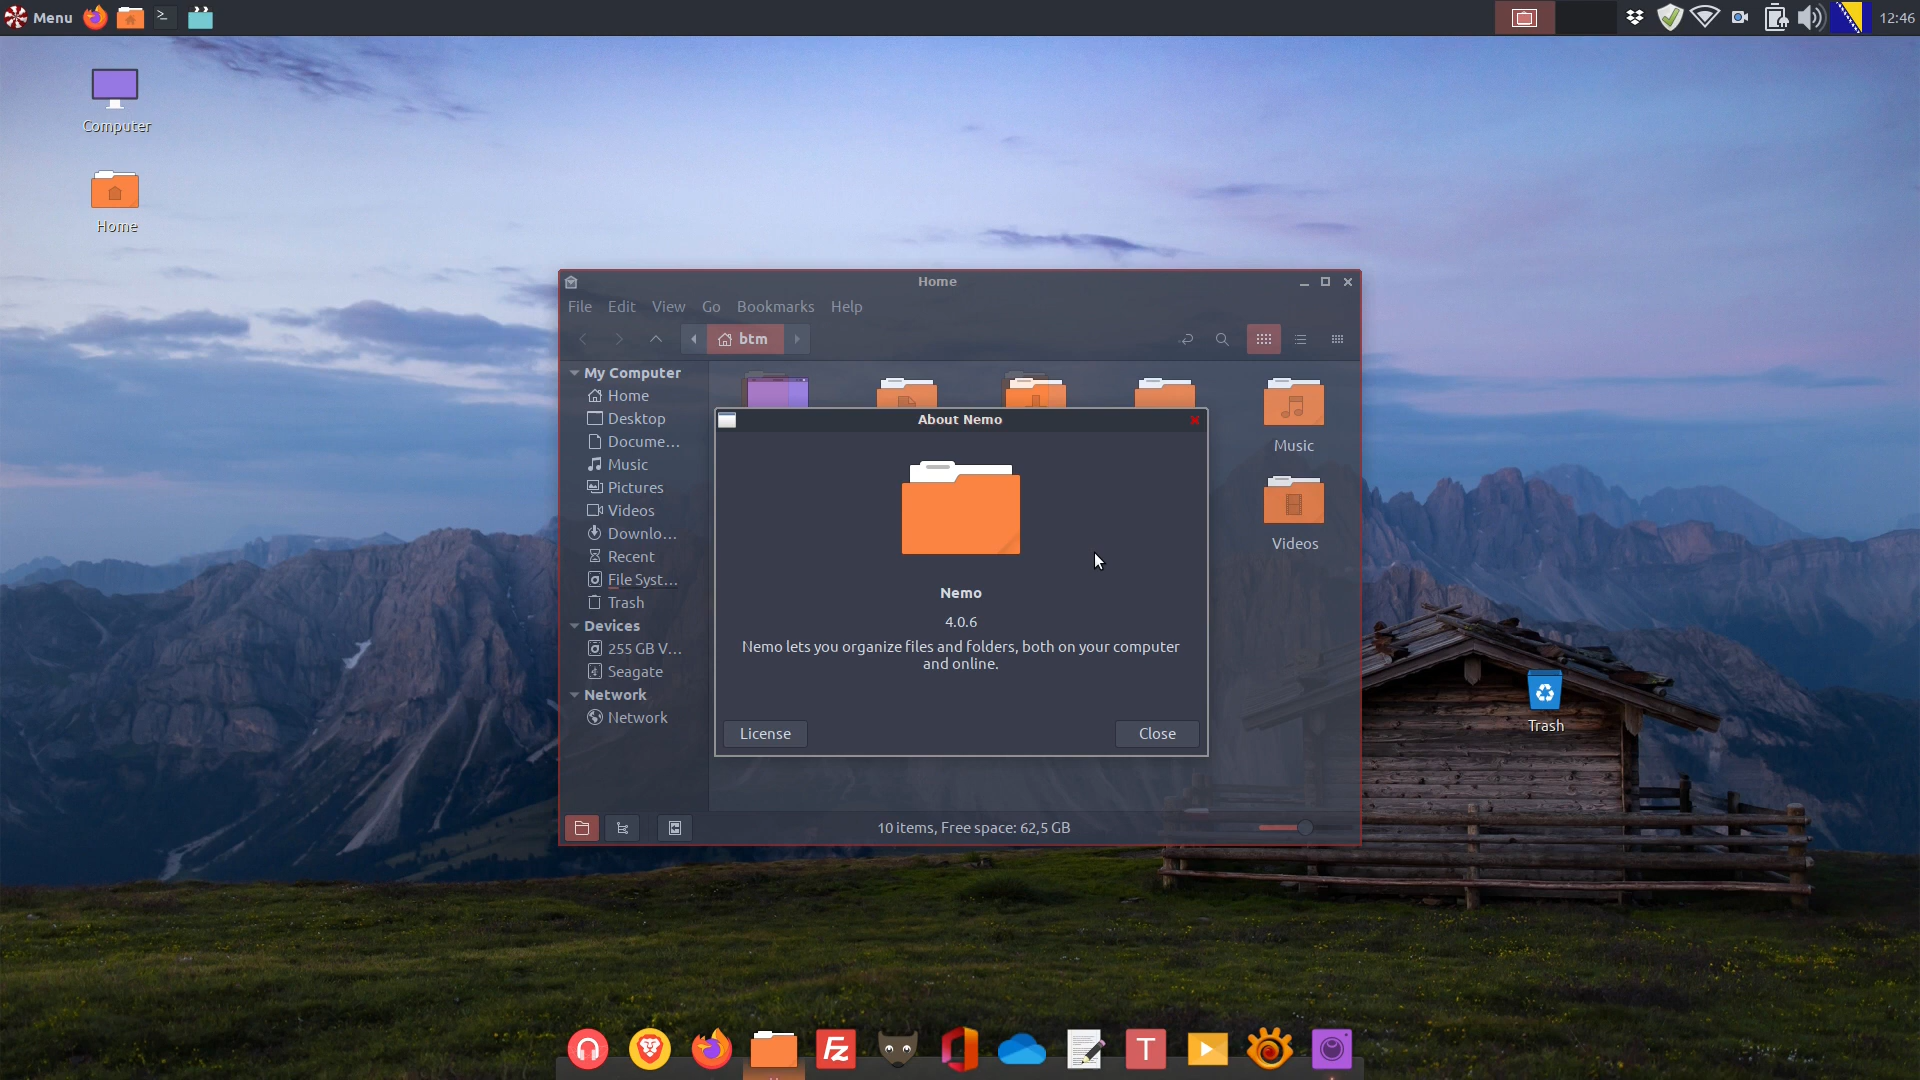 Menu
12:46
Computer
Home
Home
File Edit View Go Bookmarks Help
btm
My Computer
Home
Desktop
Docume...
Music
Pictures
Videos
Downlo...
Recent
File Syst...
Trash
Devices
255 GB V...
Seagate
Network
Network
Music
Videos
About Nemo
Nemo
4.0.6
Nemo lets you organize files and folders, both on your computer
and online.
License
Close
10 items, Free space: 62,5 GB
Trash
Fz
T